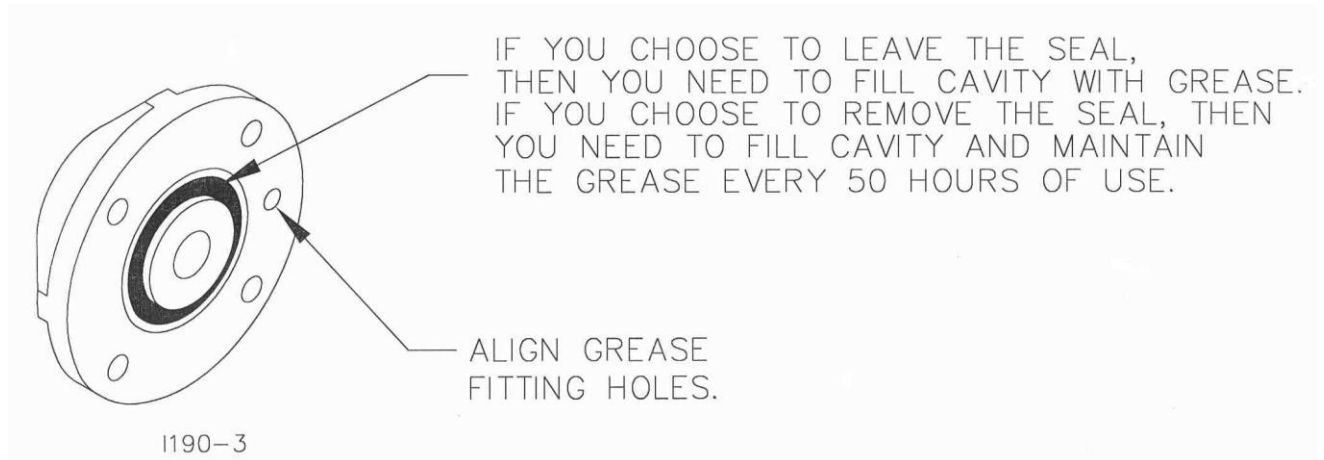 IF YOU CHOOSE TO LEAVE THE SEAL,
THEN YOU NEED TO FILL CAVITY WITH GREASE.
IF YOU CHOOSE TO REMOVE THE SEAL, THEN
YOU NEED TO FILL CAVITY AND MAINTAIN
THE GREASE EVERY 50 HOURS OF USE.
ALIGN GREASE
FITTING HOLES.
I190-3